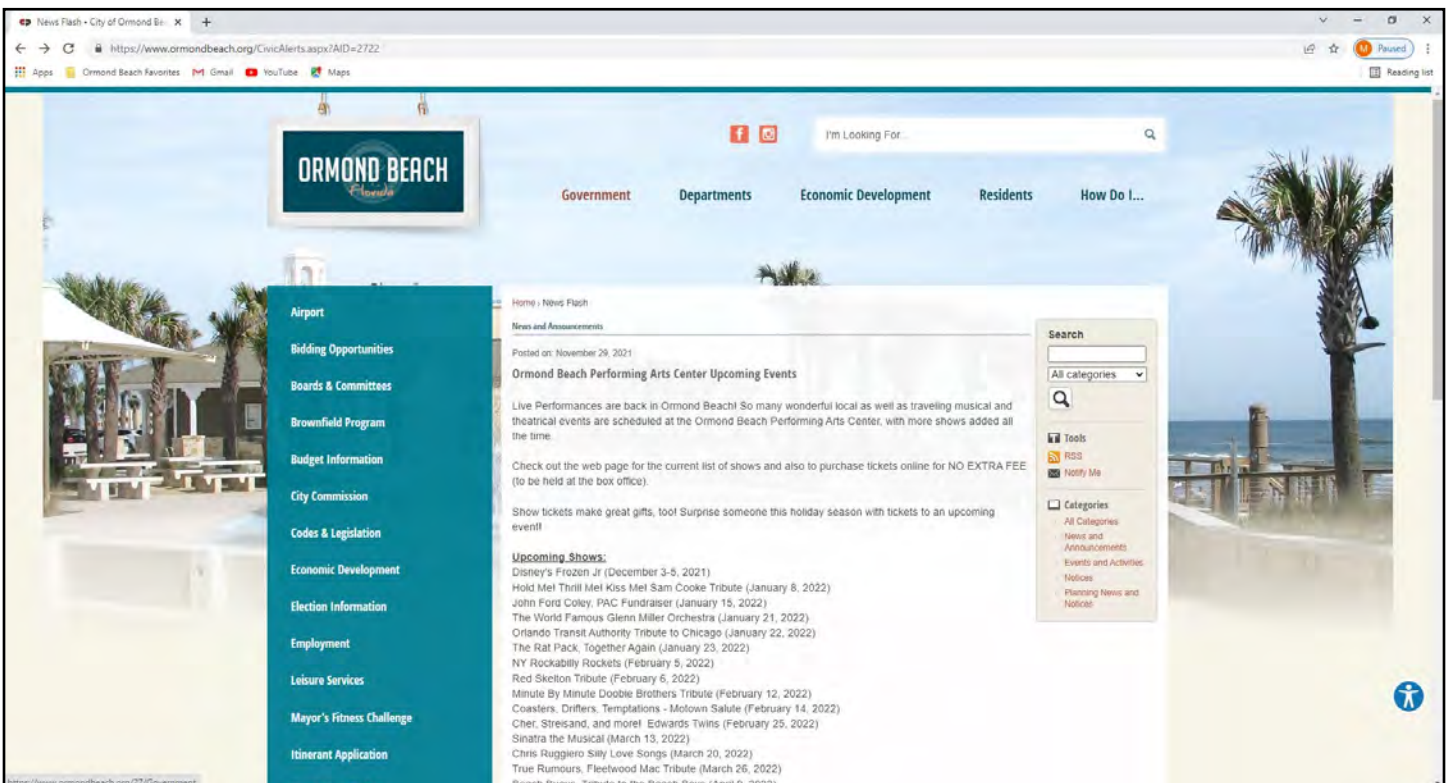 News Flash • City of Ormond Be
https://www.ormondbeach.org/CivicAlerts.aspx?AID=2722
Paused
Apps
Ormond Beach Favorites
Gmail
YouTube
Maps
Reading list
ORMOND BEACH
Florida
I'm Looking For...
Government
Departments
Economic Development
Residents
How Do I...
Airport
Bidding Opportunities
Boards & Committees
Brownfield Program
Budget Information
City Commission
Codes & Legislation
Economic Development
Election Information
Employment
Leisure Services
Mayor's Fitness Challenge
Itinerant Application
Home › News Flash
News and Announcements
Posted on: November 29, 2021
Ormond Beach Performing Arts Center Upcoming Events
Live Performances are back in Ormond Beach! So many wonderful local as well as traveling musical and
theatrical events are scheduled at the Ormond Beach Performing Arts Center, with more shows added all
the time.
Check out the web page for the current list of shows and also to purchase tickets online for NO EXTRA FEE
(to be held at the box office).
Show tickets make great gifts, too! Surprise someone this holiday season with tickets to an upcoming
event!
Upcoming Shows:
Disney's Frozen Jr (December 3-5, 2021)
Hold Me! Thrill Me! Kiss Me! Sam Cooke Tribute (January 8, 2022)
John Ford Coley, PAC Fundraiser (January 15, 2022)
The World Famous Glenn Miller Orchestra (January 21, 2022)
Orlando Transit Authority Tribute to Chicago (January 22, 2022)
The Rat Pack, Together Again (January 23, 2022)
NY Rockabilly Rockets (February 5, 2022)
Red Skelton Tribute (February 6, 2022)
Minute By Minute Doobie Brothers Tribute (February 12, 2022)
Coasters, Drifters, Temptations - Motown Salute (February 14, 2022)
Cher, Streisand, and more! Edwards Twins (February 25, 2022)
Sinatra the Musical (March 13, 2022)
Chris Ruggiero Silly Love Songs (March 20, 2022)
True Rumours, Fleetwood Mac Tribute (March 26, 2022)
Search
All categories
Tools
RSS
Notify Me
Categories
All Categories
News and
Announcements
Events and Activities
Notices
Planning News and
Notices